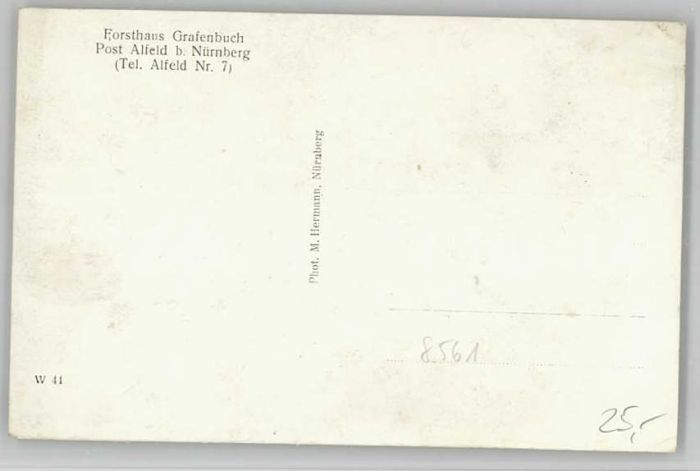 Forsthaus Grafenbuch
Post Alfeld b. Nürnberg
(Tel. Alfeld Nr. 7)
Phot. M. Hermann, Nürnberg
8561
W 41
25,-